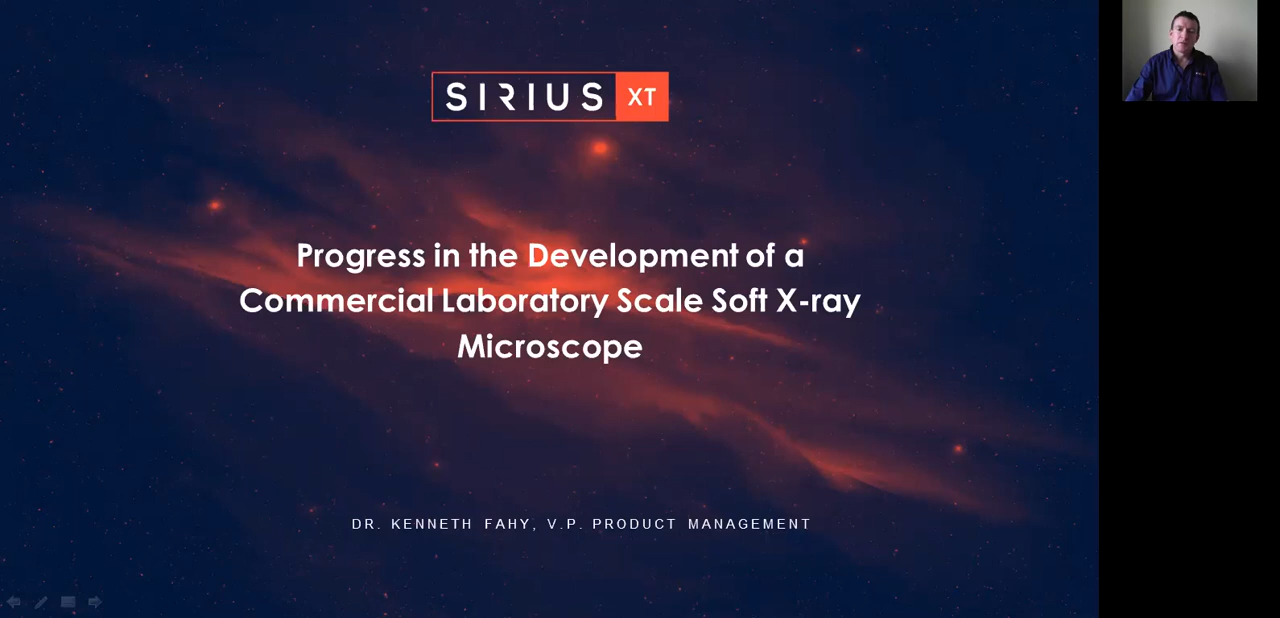 SIRIUS XT
Progress in the Development of a
Commercial Laboratory Scale Soft X-ray
Microscope
DR. KENNETH FAHY, V.P. PRODUCT MANAGEMENT